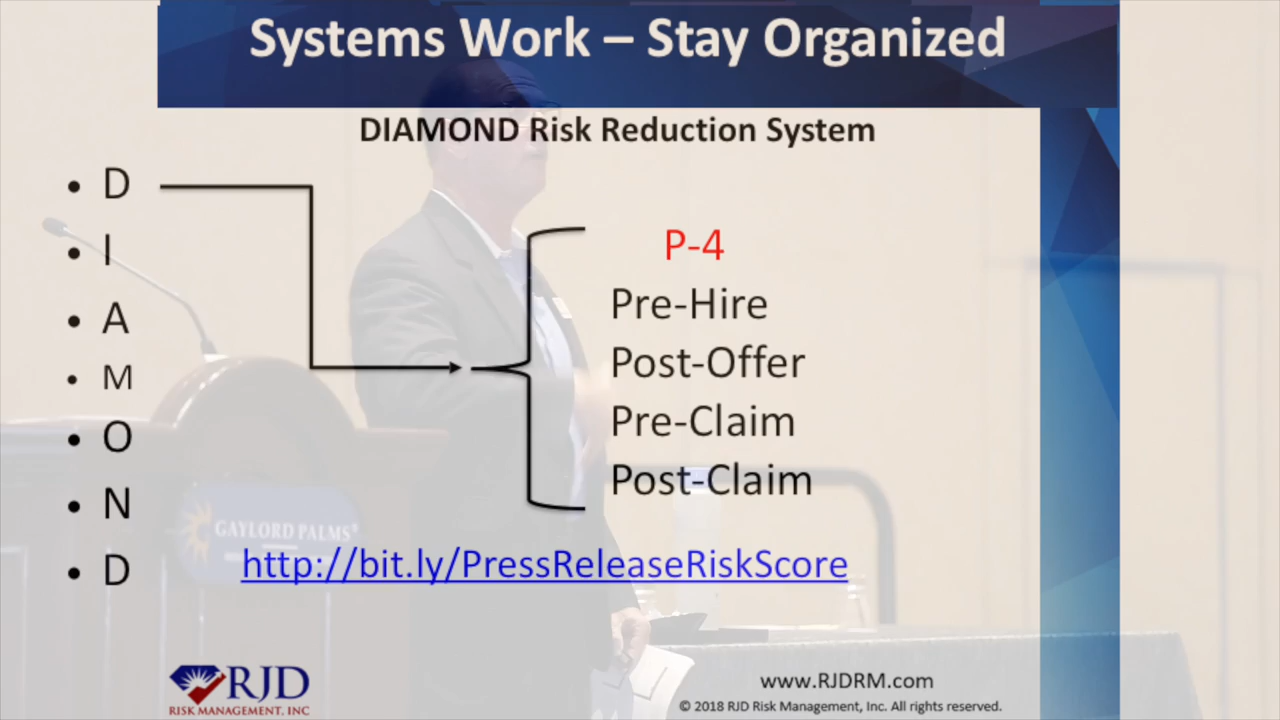 Systems Work – Stay Organized
DIAMOND Risk Reduction System
• D
• I
• A
• M
• O
• N
• D
P-4
Pre-Hire
Post-Offer
Pre-Claim
Post-Claim
GAYLORD PALMS®
http://bit.ly/PressReleaseRiskScore
RJD
RISK MANAGEMENT, INC
www.RJDRM.com
© 2018 RJD Risk Management, Inc. All rights reserved.